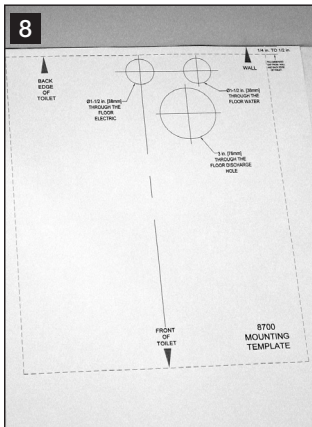 8
1/4 in. TO 1/2 in.
BACK
EDGE
OF
TOILET
WALL
Ø1-1/2 in. [38mm]
THROUGH THE
FLOOR
ELECTRIC
Ø1-1/2 in. [38mm]
THROUGH THE
FLOOR WATER
3 in. [76mm]
THROUGH THE
FLOOR DISCHARGE
HOLE
FRONT
OF
TOILET
8700
MOUNTING
TEMPLATE